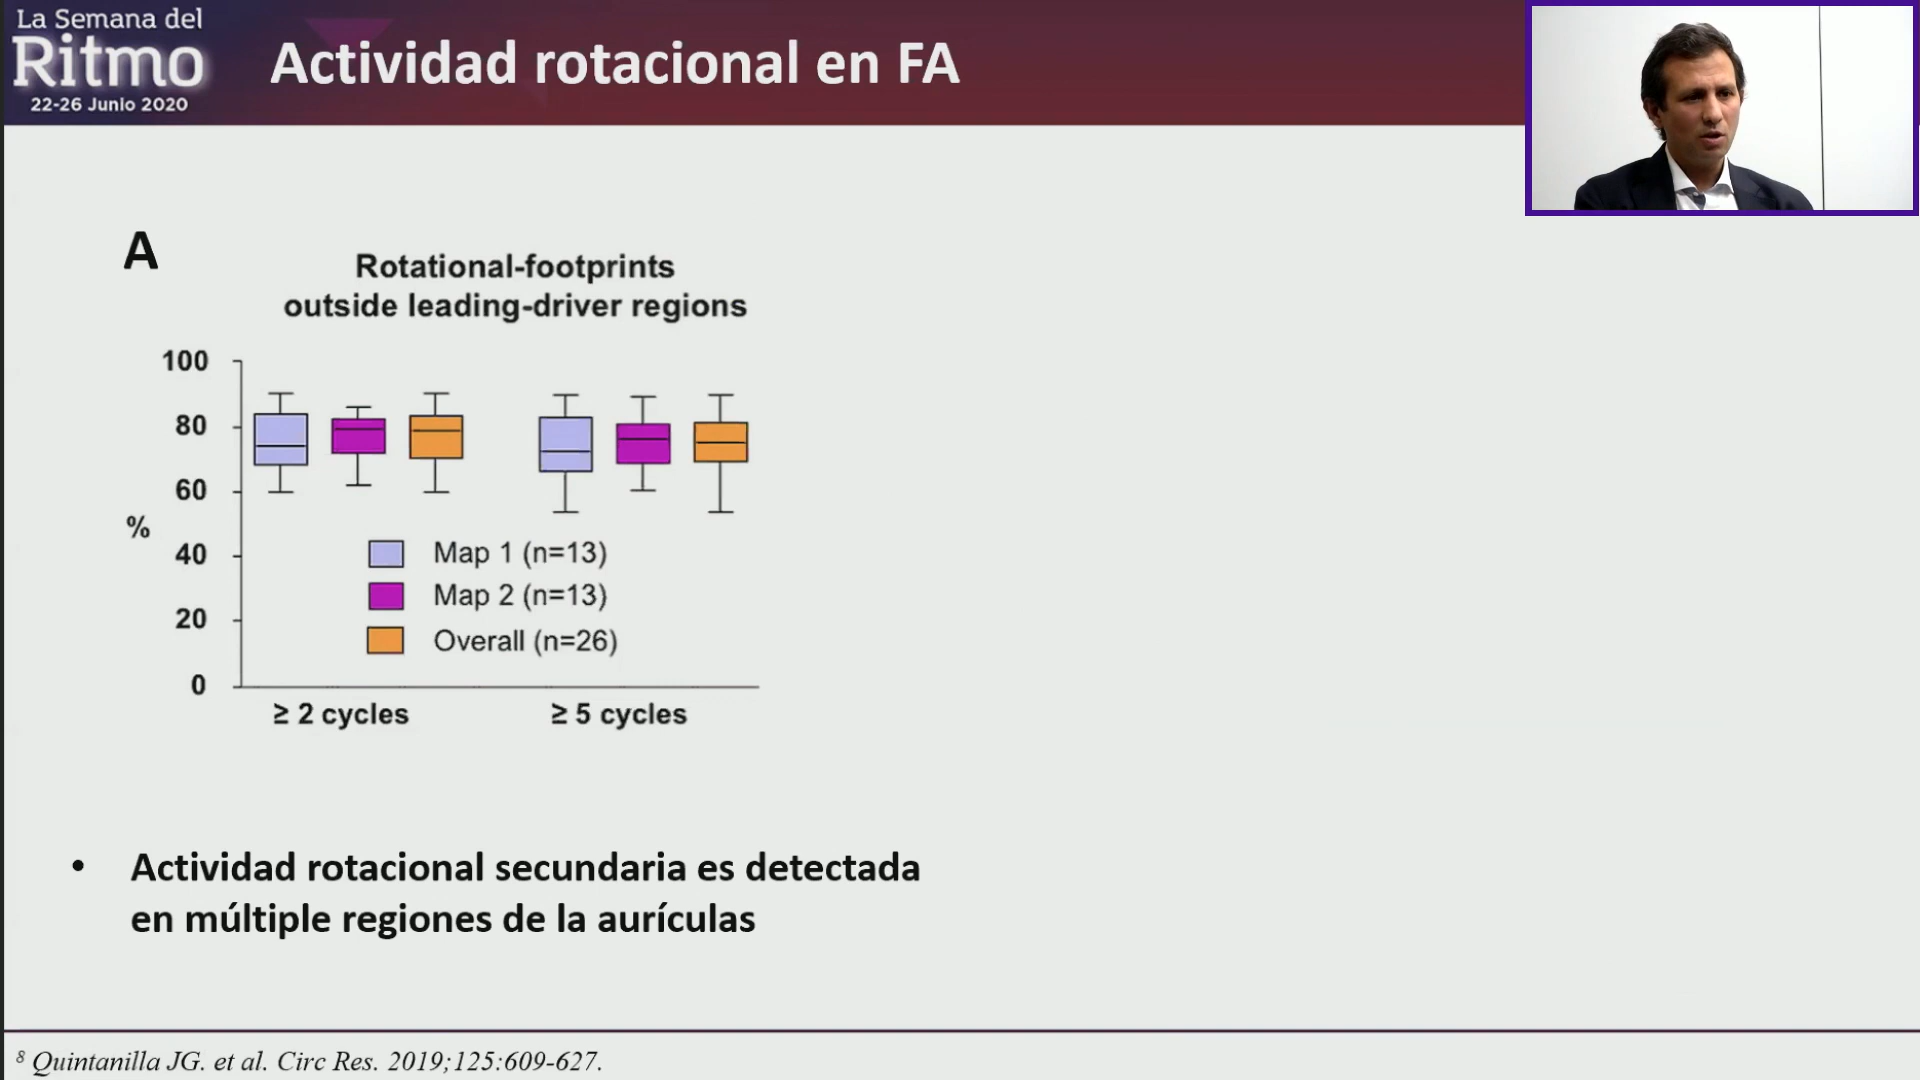 La Semana del
Ritmo
22-26 Junio 2020
Actividad rotacional en FA
A
Rotational-footprints
outside leading-driver regions
100
80
60
%
40
20
0
Map 1 (n=13)
Map 2 (n=13)
Overall (n=26)
≥ 2 cycles
≥ 5 cycles
• Actividad rotacional secundaria es detectada
en múltiple regiones de la aurículas
⁸ Quintanilla JG. et al. Circ Res. 2019;125:609-627.